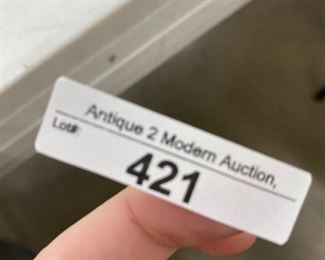 Antique 2 Modern Auction,
Lot#:
421